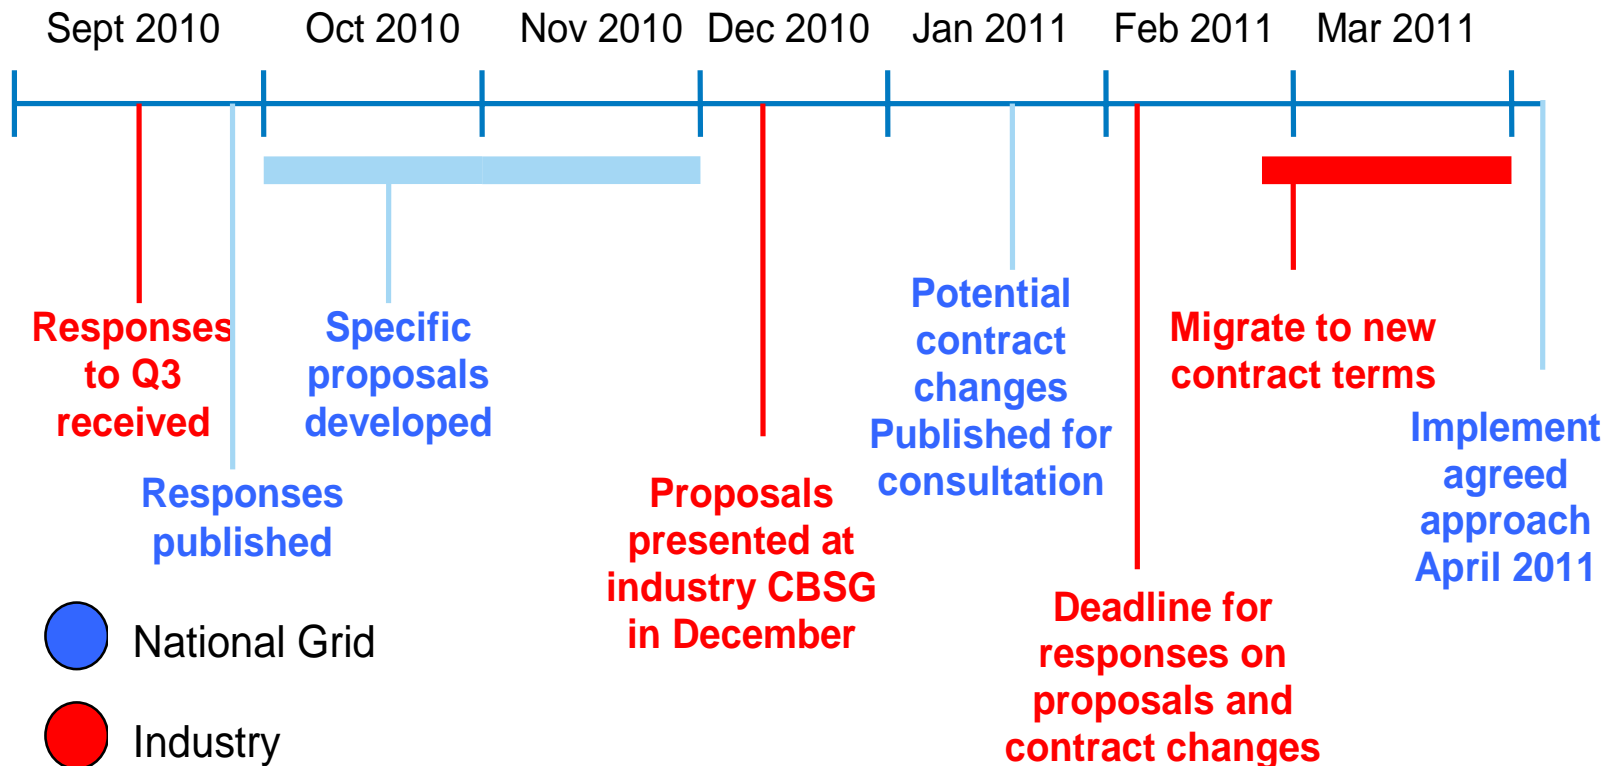 Sept 2010
Oct 2010
Nov 2010
Dec 2010
Jan 2011
Feb 2011
Mar 2011
Responses
to Q3
received
Responses
published
Specific
proposals
developed
Proposals
presented at
industry CBSG
in December
Potential
contract
changes
Published for
consultation
Deadline for
responses on
proposals and
contract changes
Migrate to new
contract terms
Implement
agreed
approach
April 2011
National Grid
Industry